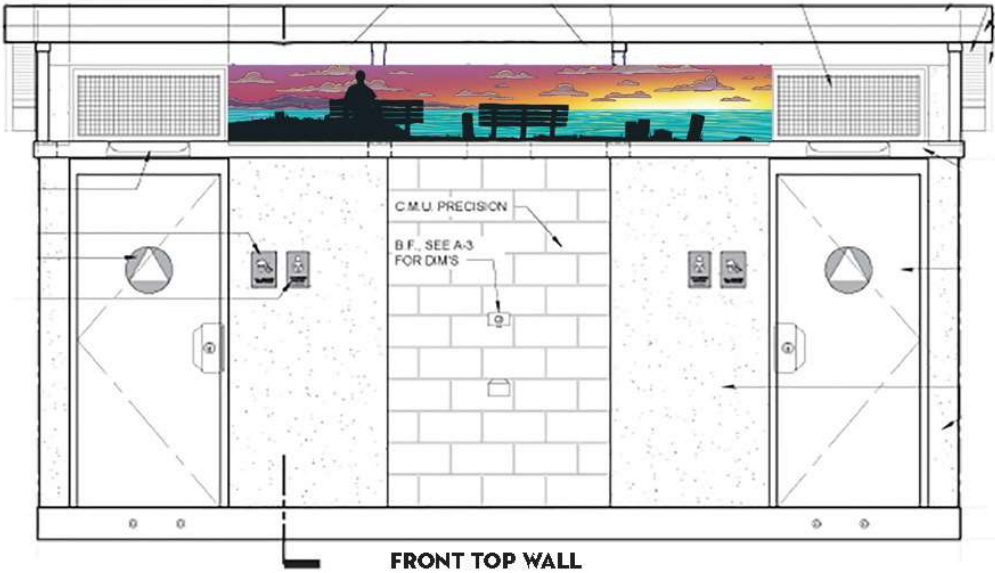 C.M.U. PRECISION
B.F., SEE A-3
FOR DIM'S
FRONT TOP WALL